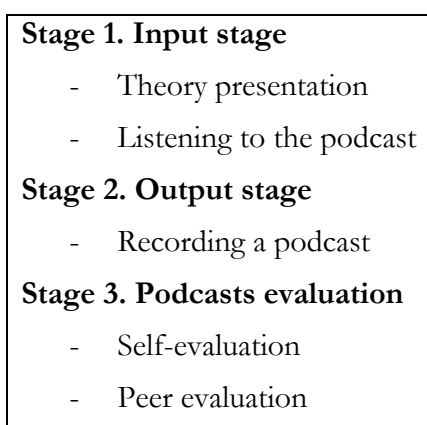 Stage 1. Input stage
- Theory presentation
- Listening to the podcast
Stage 2. Output stage
- Recording a podcast
Stage 3. Podcasts evaluation
- Self-evaluation
- Peer evaluation